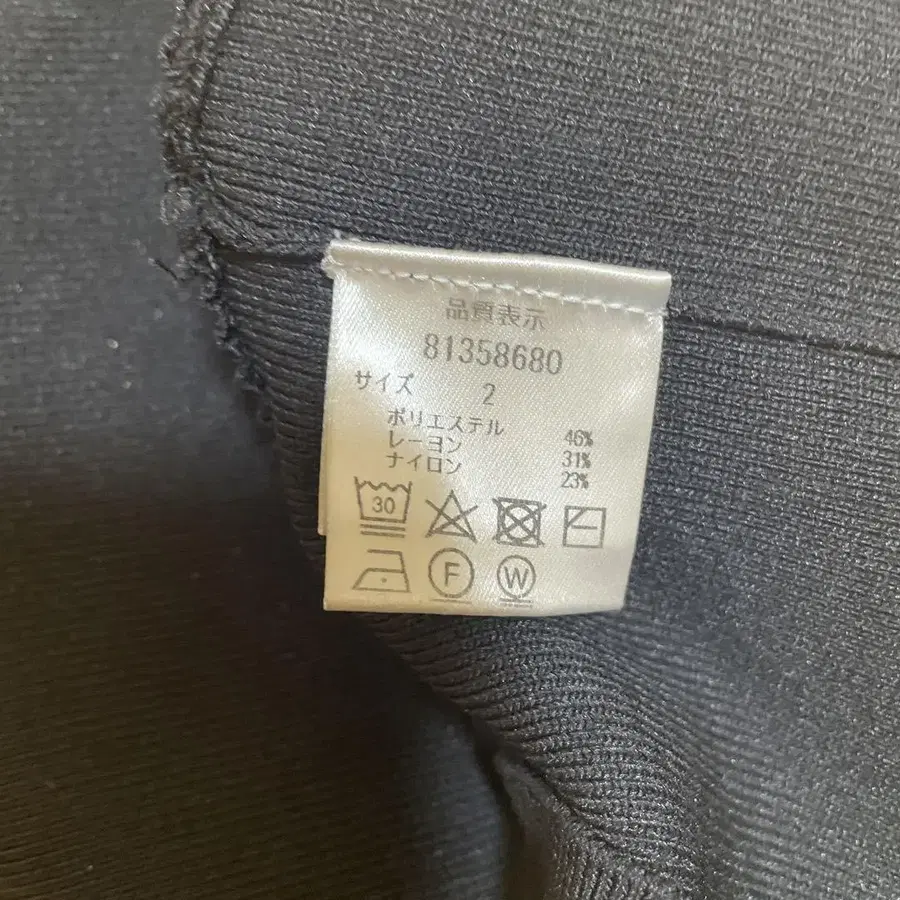 品質表示
81358680
サイズ 2
ポリエステル 46%
レーヨン 31%
ナイロン 23%
30
F W